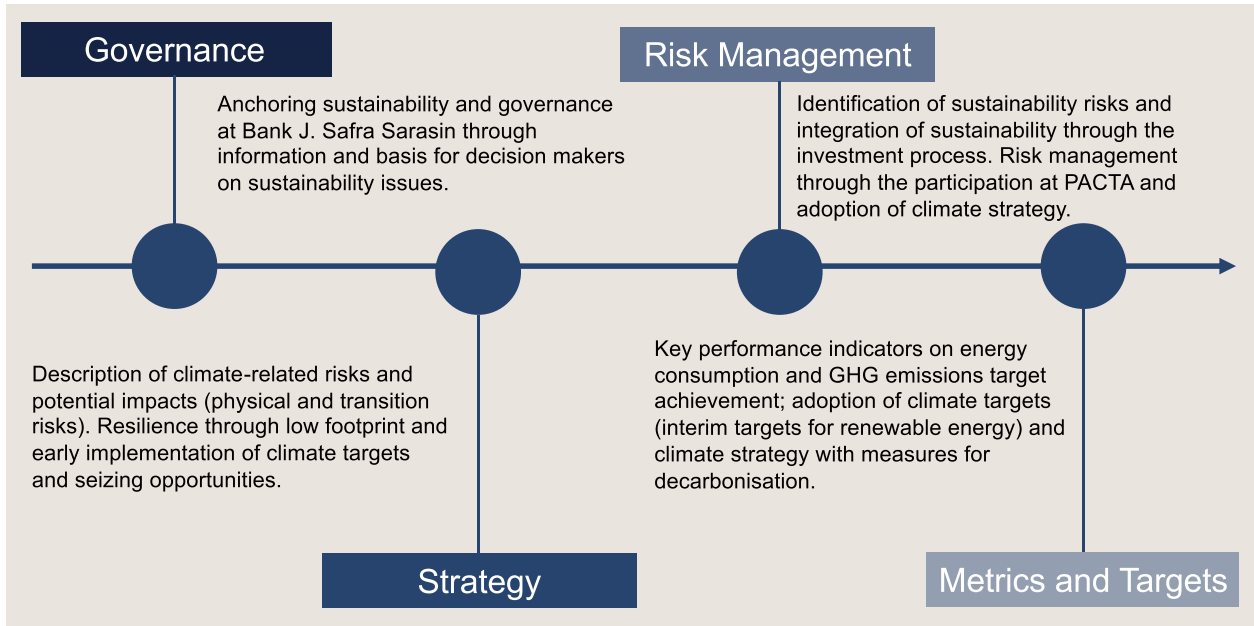 Governance
Anchoring sustainability and governance
at Bank J. Safra Sarasin through
information and basis for decision makers
on sustainability issues.
Risk Management
Identification of sustainability risks and
integration of sustainability through the
investment process. Risk management
through the participation at PACTA and
adoption of climate strategy.
Description of climate-related risks and
potential impacts (physical and transition
risks). Resilience through low footprint and
early implementation of climate targets
and seizing opportunities.
Strategy
Key performance indicators on energy
consumption and GHG emissions target
achievement; adoption of climate targets
(interim targets for renewable energy) and
climate strategy with measures for
decarbonisation.
Metrics and Targets